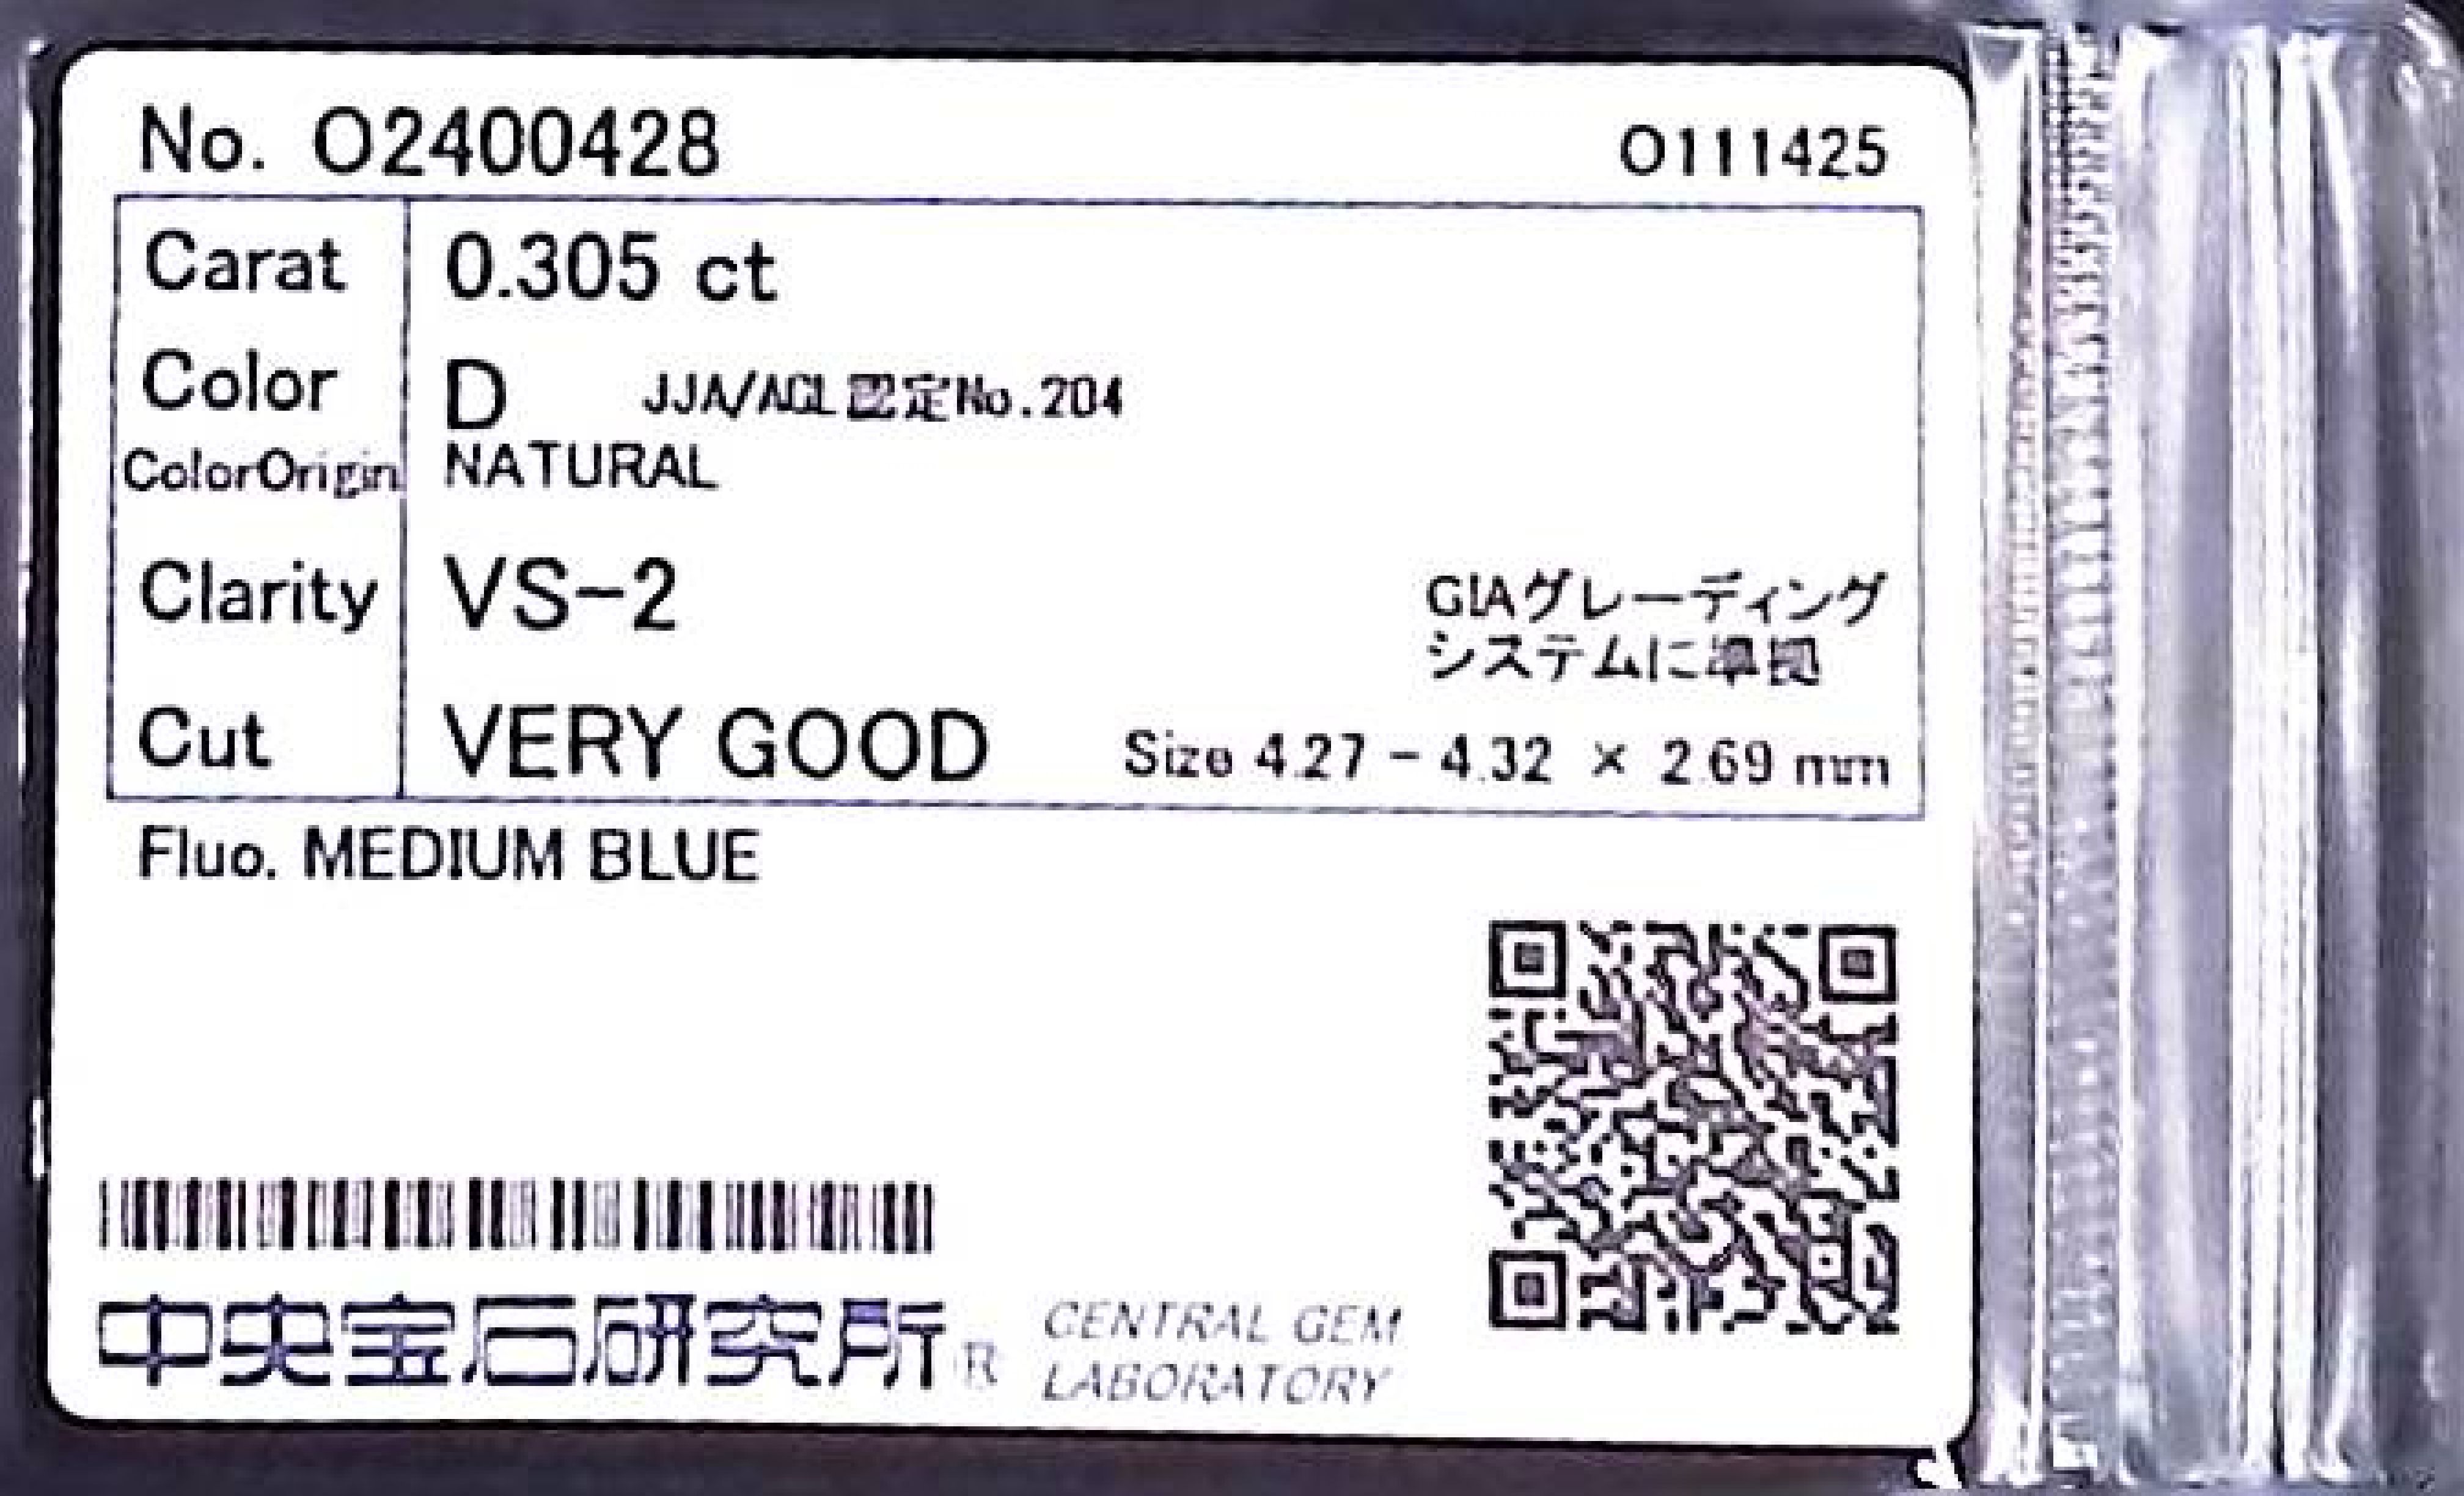 No. O2400428
O111425
Carat 0.305 ct
Color D JJA/AGL認定No.204
ColorOrigin NATURAL
Clarity VS-2
GIAグレーディング
システムに準拠
Cut VERY GOOD Size 4.27 - 4.32 × 2.69 mm
Fluo. MEDIUM BLUE
中央宝石研究所® CENTRAL GEM
LABORATORY